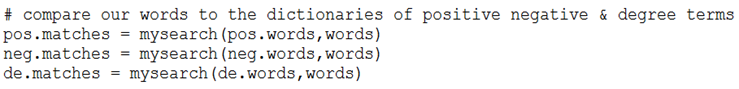 # compare our words to the dictionaries of positive negative & degree terms
pos.matches = mysearch(pos.words,words)
neg.matches = mysearch(neg.words,words)
de.matches = mysearch(de.words,words)